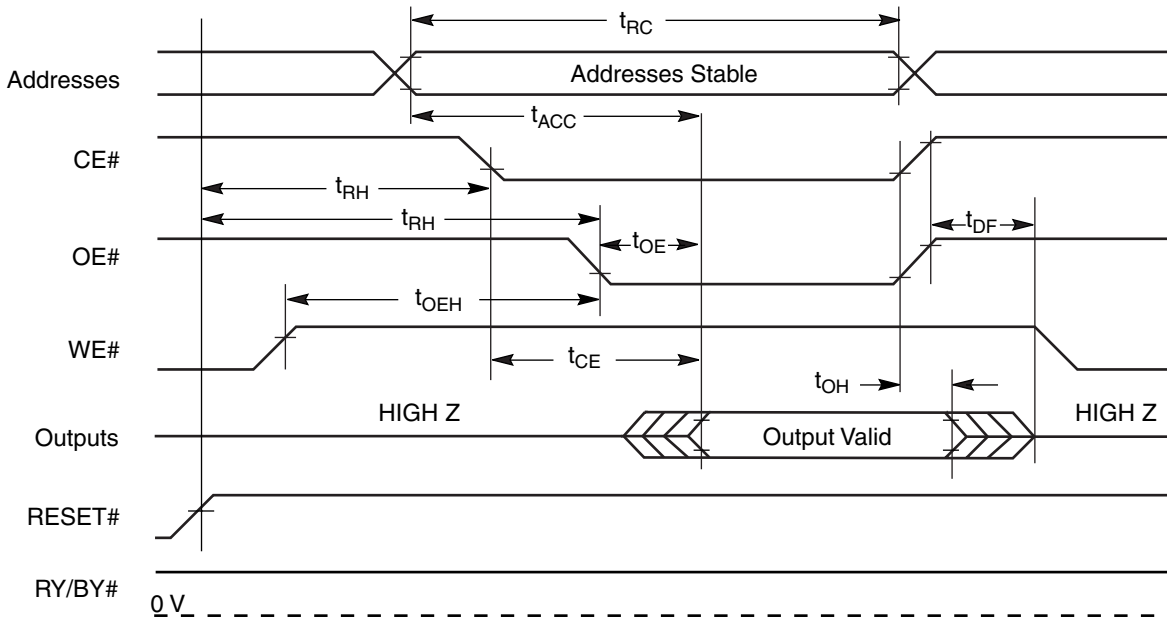 tRC
Addresses
Addresses Stable
tACC
CE#
tRH
tRH
tDF
OE#
tOE
tOEH
WE#
tCE
tOH
HIGH Z
HIGH Z
Outputs
Output Valid
RESET#
RY/BY#
0 V